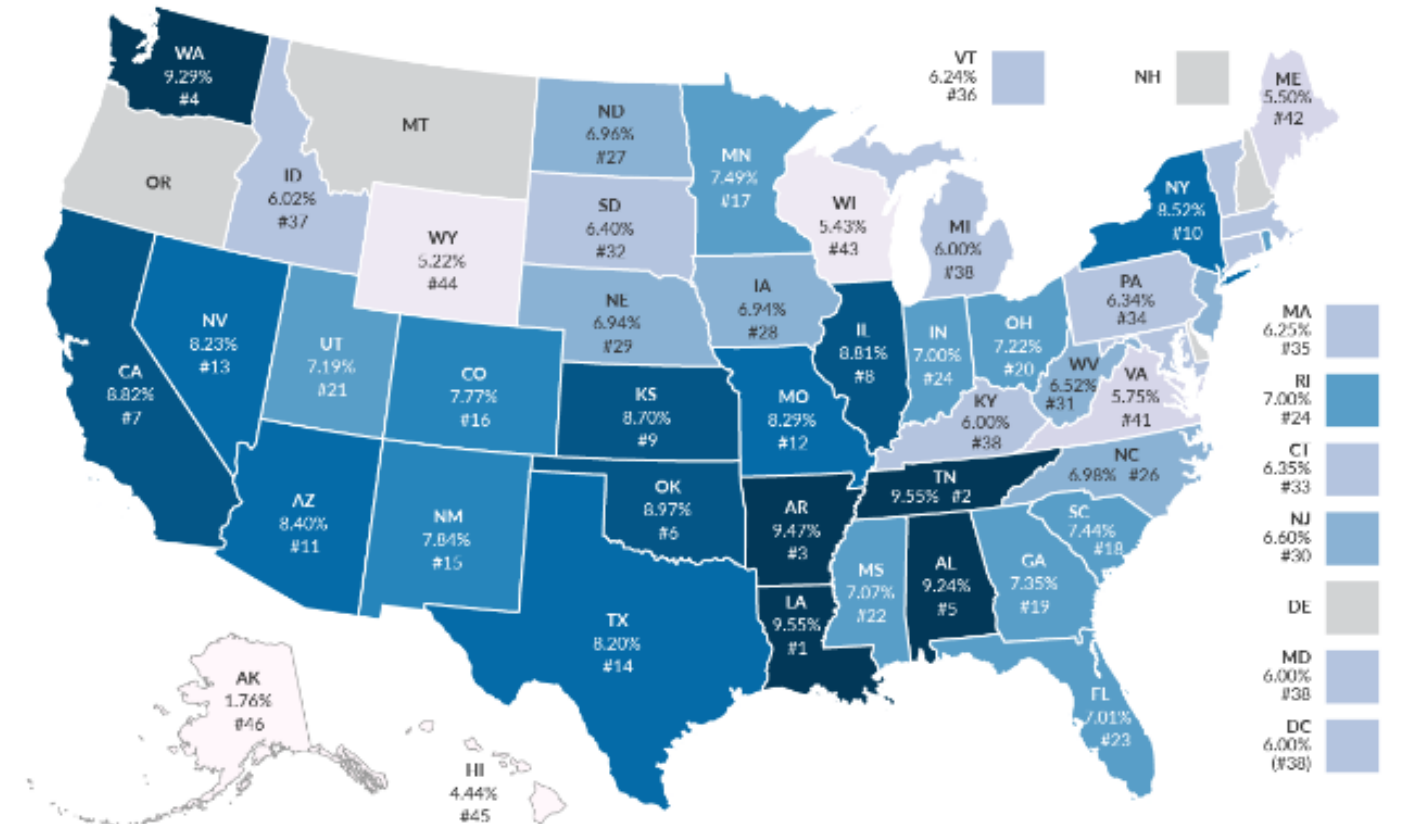 WA
9.29%
#4
MT
ND
6.96%
#27
MN
7.49%
#17
VT
6.24%
#36
NH
ME
5.50%
#42
OR
ID
6.02%
#37
WY
5.22%
#44
SD
6.40%
#32
WI
5.43%
#43
MI
6.00%
#38
NY
8.52%
#10
NE
6.94%
#29
IA
6.94%
#28
PA
6.34%
#34
NV
8.23%
#13
UT
7.19%
#21
CO
7.77%
#16
IL
8.81%
#8
IN
7.00%
#24
OH
7.22%
#20
WV
6.52%
#31
VA
5.75%
#41
CA
8.82%
#7
KS
8.70%
#9
MO
8.29%
#12
KY
6.00%
#38
AZ
8.40%
#11
NM
7.84%
#15
OK
8.97%
#6
AR
9.47%
#3
TN
9.55% #2
NC
6.98% #26
SC
7.44%
#18
TX
8.20%
#14
LA
9.55%
#1
MS
7.07%
#22
AL
9.24%
#5
GA
7.35%
#19
FL
7.01%
#23
AK
1.76%
#46
HI
4.44%
#45
MA
6.25%
#35
RI
7.00%
#24
CT
6.35%
#33
NJ
6.60%
#30
DE
MD
6.00%
#38
DC
6.00%
(#38)